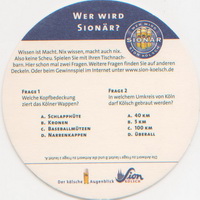 Wer wird
Sionär?
SIONÄR
Wissen ist Macht. Nix wissen, macht auch nix.
Also keine Scheu. Spielen Sie mit Ihren Tischnach-
barn. Hier schon mal zwei Fragen. Weitere Fragen finden Sie auf anderen
Deckeln. Oder beim Gewinnspiel im Internet unter www.sion-koelsch.de.
Frage 1
Welche Kopfbedeckung
ziert das Kölner Wappen?
A. Schlapphüte
B. Kronen
C. Baseballmützen
D. Narrenkappen
Frage 2
In welchem Umkreis von Köln
darf Kölsch gebraut werden?
A. 40 km
B. 5 km
C. 100 km
D. Überall
Der kölsche Augenblick
Sion
Kölsch